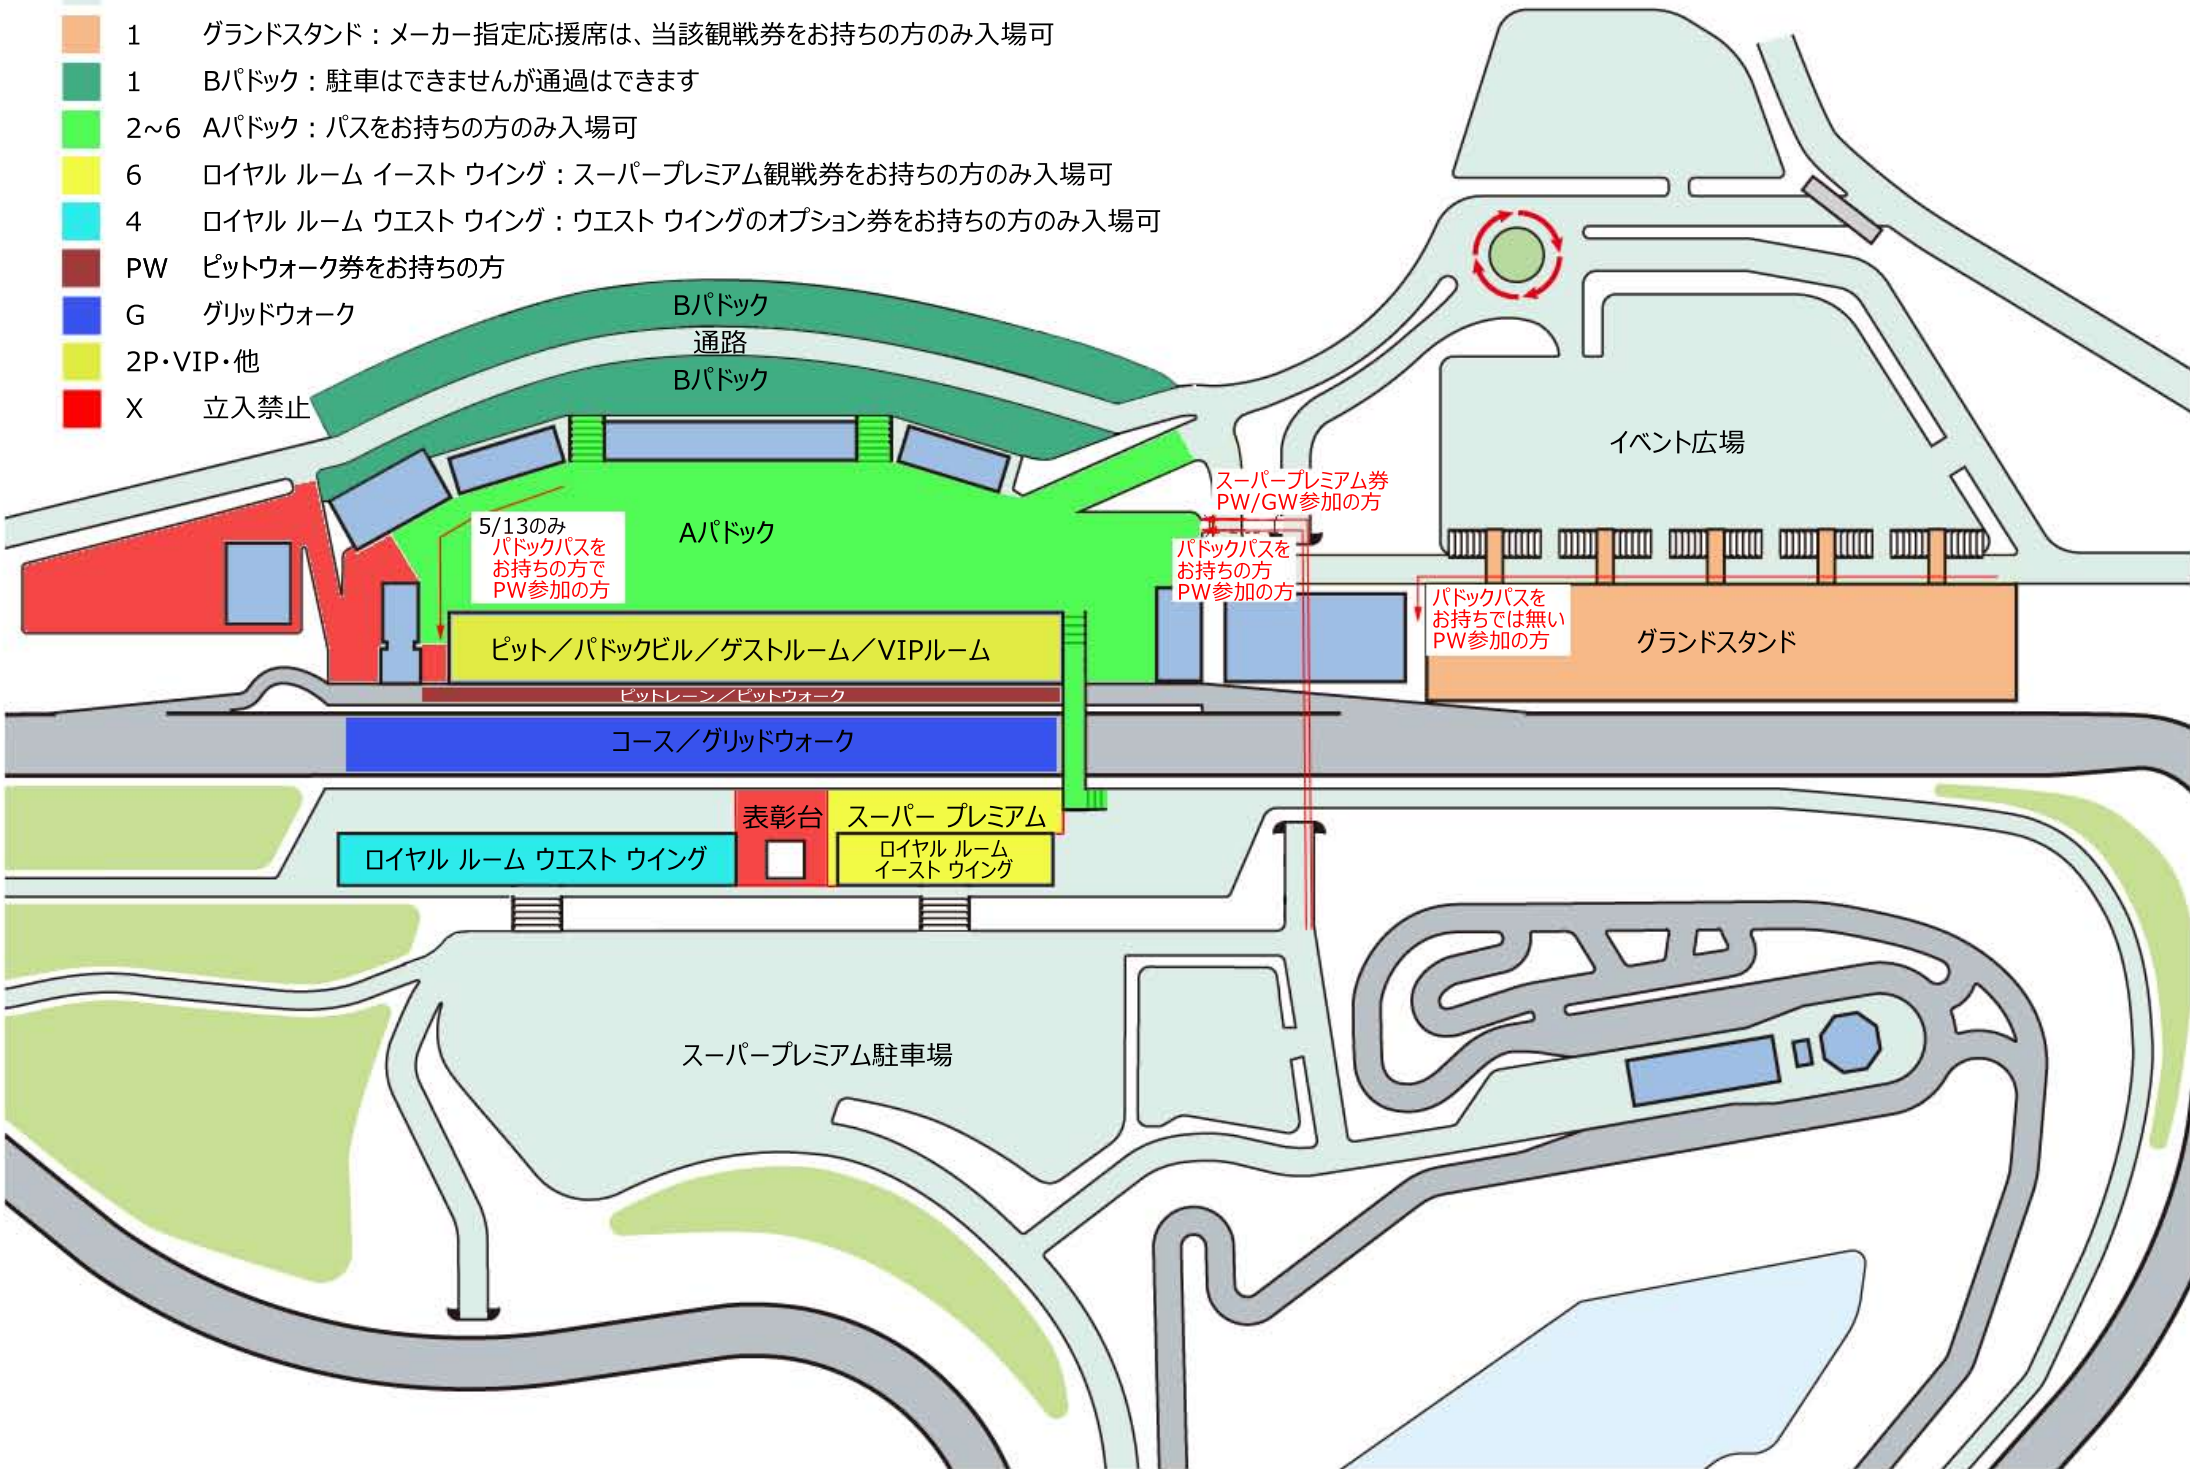 1 グランドスタンド：メーカー指定応援席は、当該観戦券をお持ちの方のみ入場可
1 Bパドック：駐車はできませんが通過はできます
2~6 Aパドック：パスをお持ちの方のみ入場可
6 ロイヤル ルーム イースト ウイング：スーパープレミアム観戦券をお持ちの方のみ入場可
4 ロイヤル ルーム ウエスト ウイング：ウエスト ウイングのオプション券をお持ちの方のみ入場可
PW ピットウォーク券をお持ちの方
G グリッドウォーク
2P・VIP・他
X 立入禁止
Bパドック
通路
Bパドック
イベント広場
スーパープレミアム券
PW/GW参加の方
5/13のみ
パドックパスを
お持ちの方で
PW参加の方
Aパドック
パドックパスを
お持ちの方
PW参加の方
パドックパスを
お持ちでは無い
PW参加の方
グランドスタンド
ピット／パドックビル／ゲストルーム／VIPルーム
ピットレーン／ピットウォーク
コース／グリッドウォーク
表彰台
スーパー プレミアム
ロイヤル ルーム ウエスト ウイング
ロイヤル ルーム
イースト ウイング
スーパープレミアム駐車場